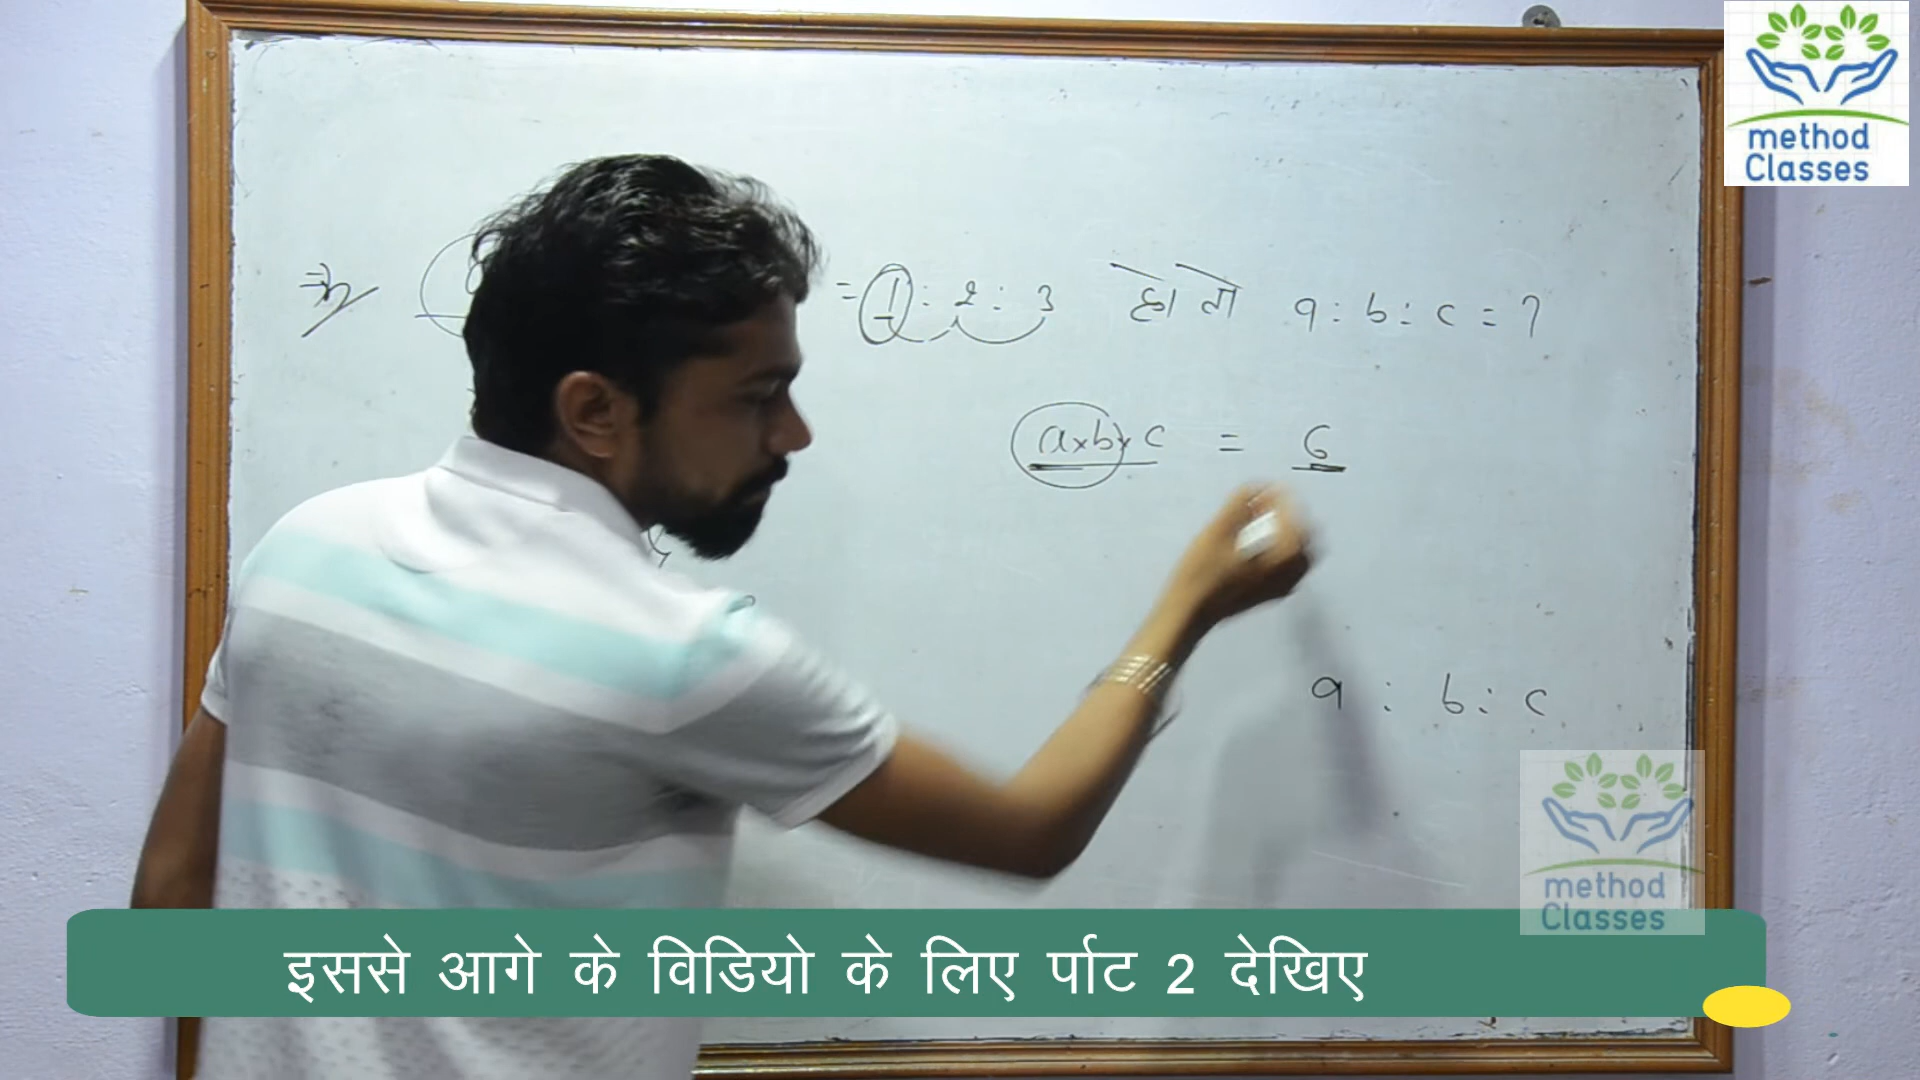 method
Classes
= 1 : 2 : 3 हो तो a : b : c = ?
a×b×c = 6
a : b : c
method
Classes
इससे आगे के विडियो के लिए र्पाट 2 देखिए